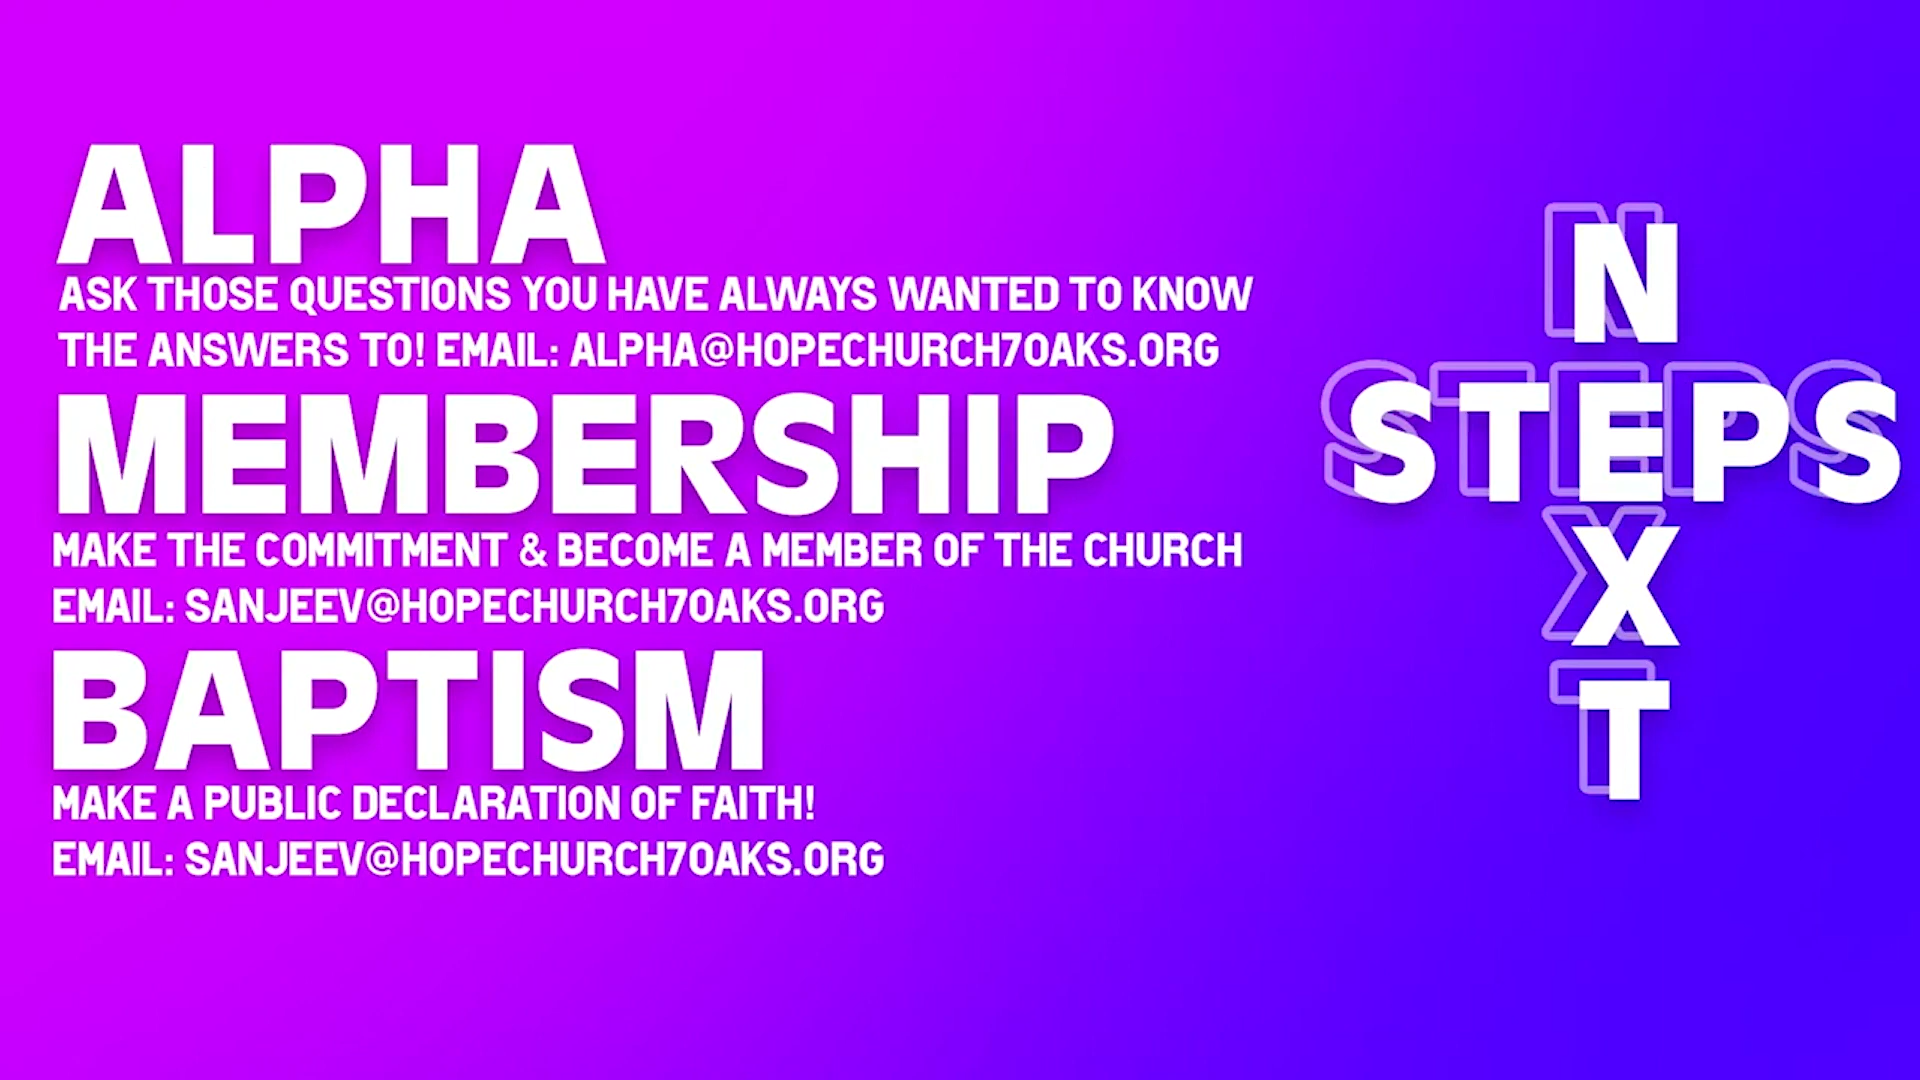 ALPHA
ASK THOSE QUESTIONS YOU HAVE ALWAYS WANTED TO KNOW
THE ANSWERS TO! EMAIL: ALPHA@HOPECHURCH7OAKS.ORG
MEMBERSHIP
MAKE THE COMMITMENT & BECOME A MEMBER OF THE CHURCH
EMAIL: SANJEEV@HOPECHURCH7OAKS.ORG
BAPTISM
MAKE A PUBLIC DECLARATION OF FAITH!
EMAIL: SANJEEV@HOPECHURCH7OAKS.ORG
NEXT
STEPS